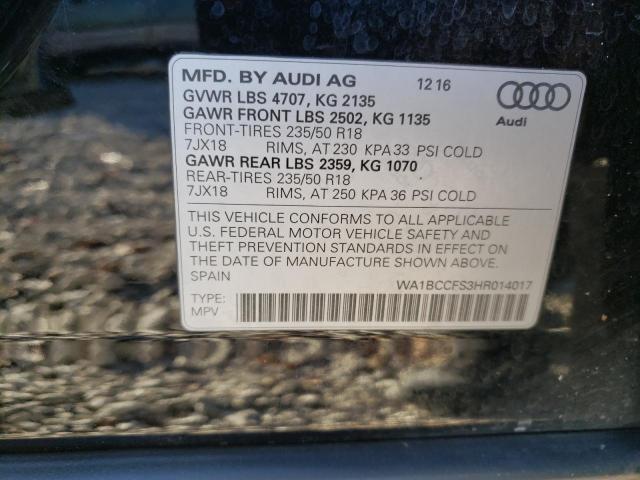 MFD. BY AUDI AG 12 16
GVWR LBS 4707, KG 2135
GAWR FRONT LBS 2502, KG 1135
FRONT-TIRES 235/50 R18
7JX18 RIMS, AT 230 KPA 33 PSI COLD
GAWR REAR LBS 2359, KG 1070
REAR-TIRES 235/50 R18
7JX18 RIMS, AT 250 KPA 36 PSI COLD
Audi
THIS VEHICLE CONFORMS TO ALL APPLICABLE
U.S. FEDERAL MOTOR VEHICLE SAFETY AND
THEFT PREVENTION STANDARDS IN EFFECT ON
THE DATE OF MANUFACTURE SHOWN ABOVE.
SPAIN WA1BCCFS3HR014017
TYPE:
MPV